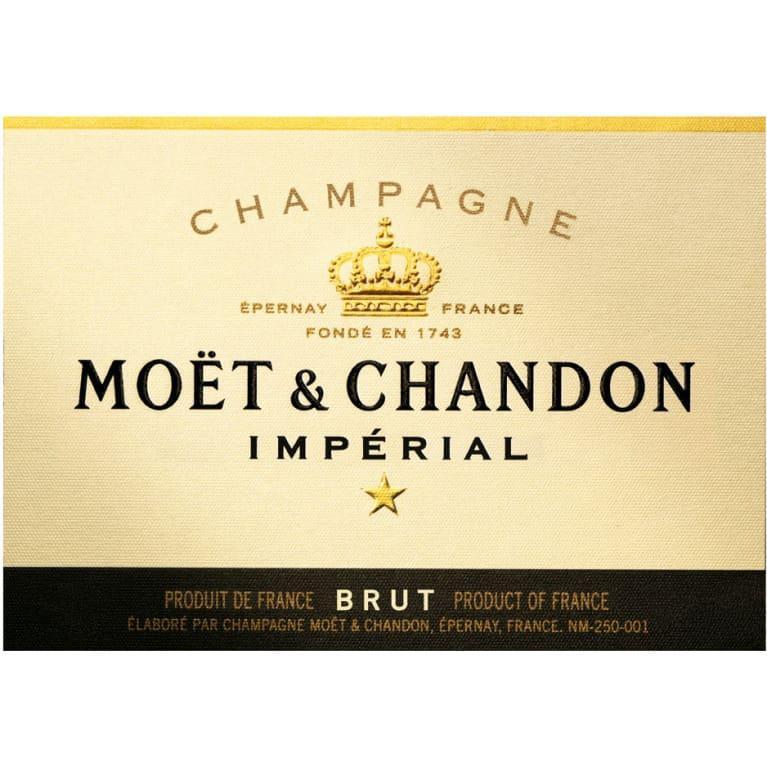 CHAMPAGNE
ÉPERNAY FRANCE
FONDÉ EN 1743
MOËT & CHANDON
IMPÉRIAL
PRODUIT DE FRANCE BRUT PRODUCT OF FRANCE
ÉLABORÉ PAR CHAMPAGNE MOËT & CHANDON, ÉPERNAY, FRANCE. NM-250-001